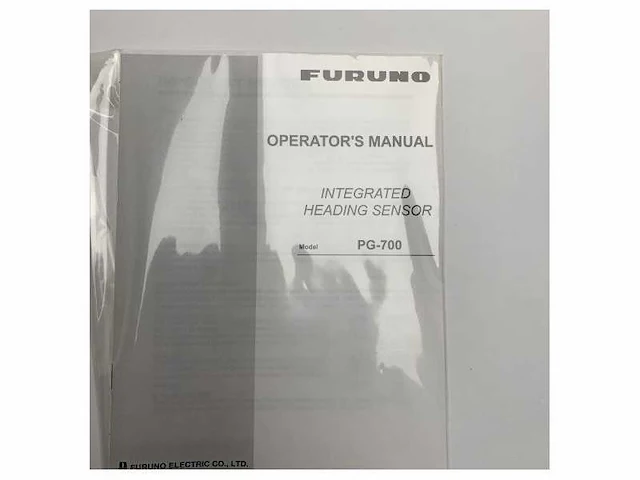 FURUNO
OPERATOR'S MANUAL
INTEGRATED
HEADING SENSOR
Model PG-700
FURUNO ELECTRIC CO., LTD.